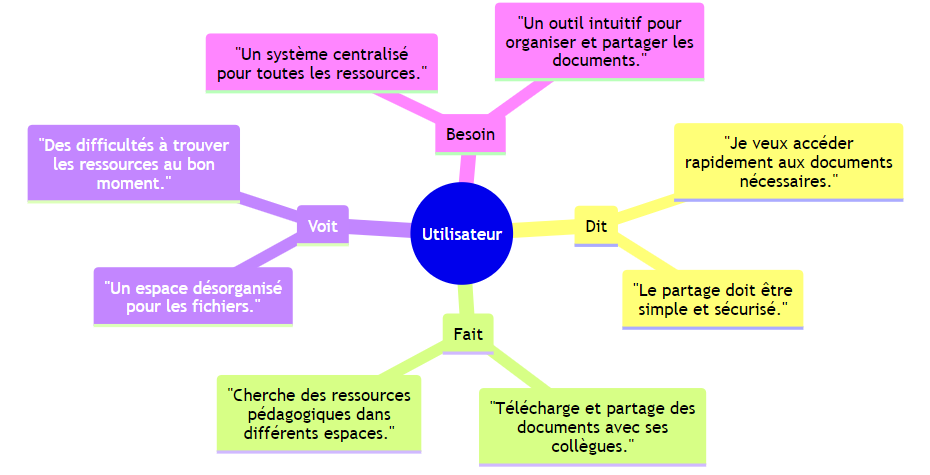 "Un outil intuitif pour
organiser et partager les
documents."
"Un système centralisé
pour toutes les ressources."
Besoin
"Des difficultés à trouver
les ressources au bon
moment."
"Je veux accéder
rapidement aux documents
nécessaires."
Voit
Utilisateur
Dit
"Un espace désorganisé
pour les fichiers."
"Le partage doit être
simple et sécurisé."
Fait
"Cherche des ressources
pédagogiques dans
différents espaces."
"Télécharge et partage des
documents avec ses
collègues."